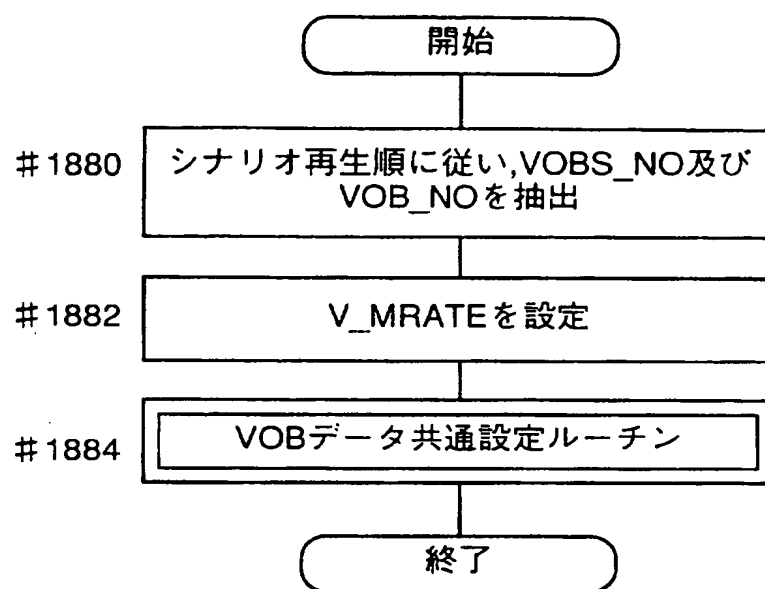 開始
#1880
シナリオ再生順に従い,VOBS_NO及び
VOB_NOを抽出
#1882
V_MRATEを設定
#1884
VOBデータ共通設定ルーチン
終了